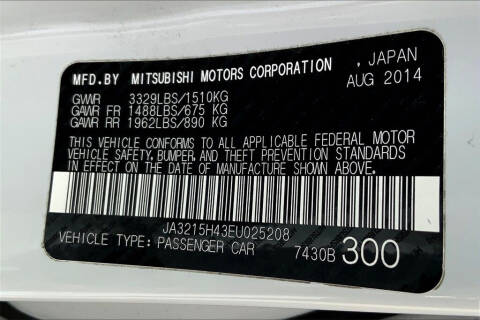 MFD.BY MITSUBISHI MOTORS CORPORATION , JAPAN
AUG 2014
GVWR 3329LBS/1510KG
GAWR FR 1488LBS/675 KG
GAWR RR 1962LBS/890 KG
THIS VEHICLE CONFORMS TO ALL APPLICABLE FEDERAL MOTOR
VEHICLE SAFETY, BUMPER, AND THEFT PREVENTION STANDARDS
IN EFFECT ON THE DATE OF MANUFACTURE SHOWN ABOVE.
JA3215H43EU025208
VEHICLE TYPE: PASSENGER CAR 7430B 300